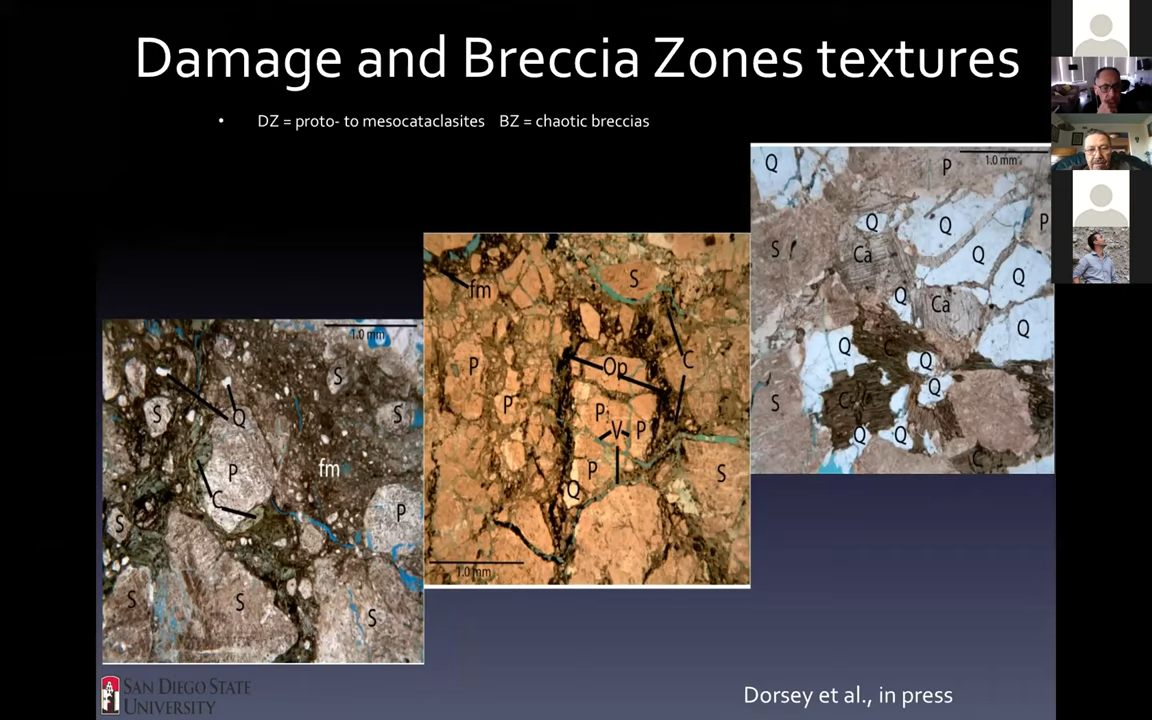 Damage and Breccia Zones textures
• DZ = proto- to mesocataclasites BZ = chaotic breccias
1.0 mm
S
S
S
Q
P
C
fm
P
S
S
S
S
fm
S
P
P
Op
C
P
V
P
P
Q
S
1.0 mm
Q
P
1.0 mm
Q
Q
P
S
Ca
Q
Q
Q
Ca
Q
Q
C
Q
Q
S
C
Q
Q
C
SAN DIEGO STATE
UNIVERSITY
Dorsey et al., in press